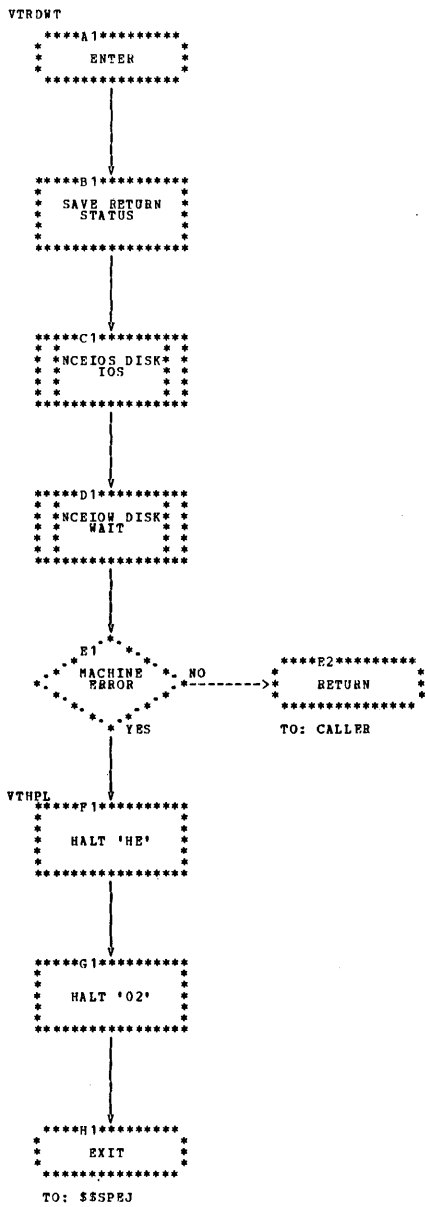 VTRDWT
A1
ENTER
B1
SAVE RETURN
STATUS
C1
NCEIOS DISK
IOS
D1
NCEIOW DISK
WAIT
E1
MACHINE
ERROR
NO
E2
RETURN
YES
TO: CALLER
VTHPL
F1
HALT 'HE'
G1
HALT '02'
H1
EXIT
TO: $$SPEJ